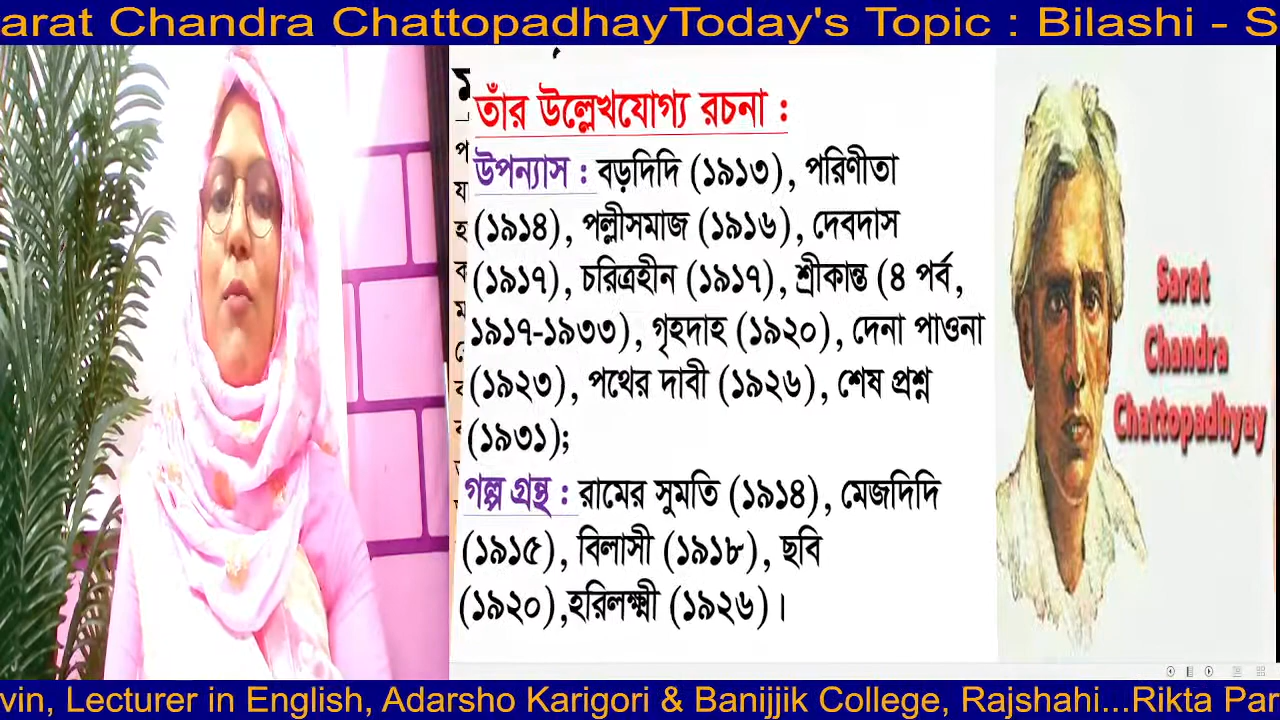 arat Chandra ChattopadhayToday's Topic : Bilashi - S
তাঁর উল্লেখযোগ্য রচনা :
উপন্যাস : বড়দিদি (১৯১৩), পরিণীতা
(১৯১৪), পল্লীসমাজ (১৯১৬), দেবদাস
(১৯১৭), চরিত্রহীন (১৯১৭), শ্রীকান্ত (৪ পর্ব,
১৯১৭-১৯৩৩), গৃহদাহ (১৯২০), দেনা পাওনা
(১৯২৩), পথের দাবী (১৯২৬), শেষ প্রশ্ন
(১৯৩১);
গল্প গ্রন্থ : রামের সুমতি (১৯১৪), মেজদিদি
(১৯১৫), বিলাসী (১৯১৮), ছবি
(১৯২০),হরিলক্ষ্মী (১৯২৬)।
Sarat
Chandra
Chattopadhyay
vin, Lecturer in English, Adarsho Karigori & Banijjik College, Rajshahi...Rikta Par